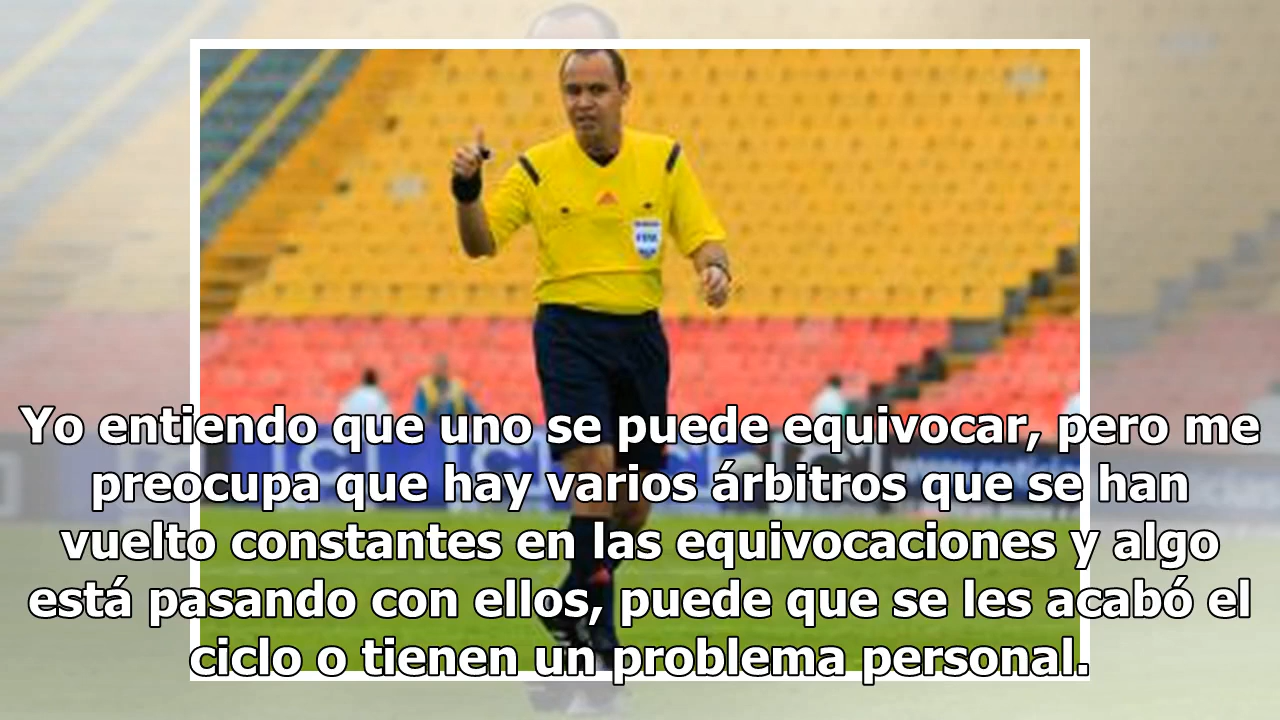 Yo entiendo que uno se puede equivocar, pero me
preocupa que hay varios árbitros que se han
vuelto constantes en las equivocaciones y algo
está pasando con ellos, puede que se les acabó el
ciclo o tienen un problema personal.